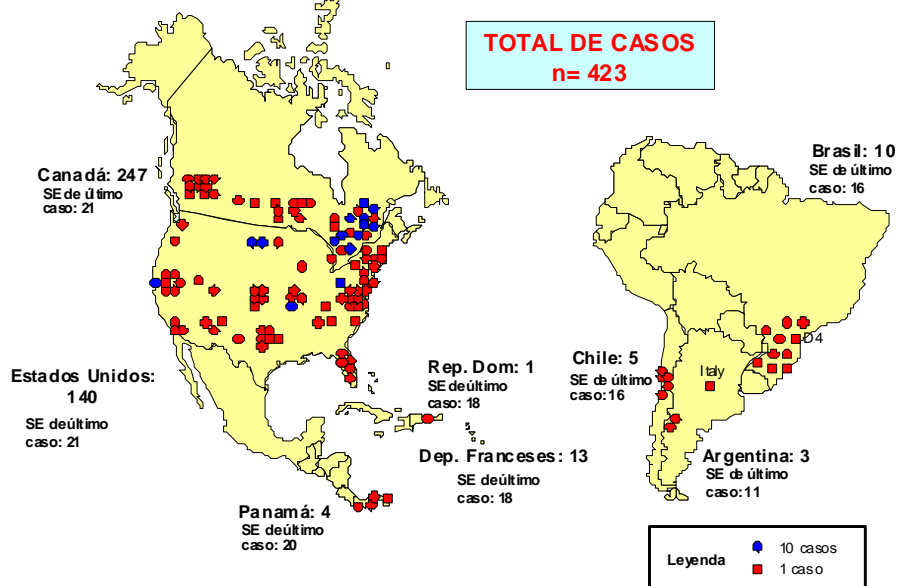 TOTAL DE CASOS
n= 423
Canadá: 247
SE de último
caso: 21
Brasil: 10
SE de último
caso: 16
D4
Estados Unidos:
140
SE deúltimo
caso: 21
Rep. Dom: 1
SE deúltimo
caso: 18
Chile: 5
SE de último
caso: 16
Italy
Dep. Franceses: 13
SE deúltimo
caso: 18
Argentina: 3
SE de último
caso: 11
Panamá: 4
SE deúltimo
caso: 20
Leyenda
10 casos
1 caso